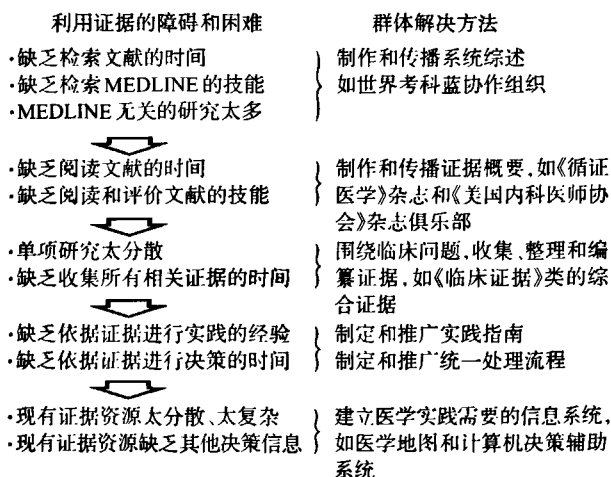 利用证据的障碍和困难 群体解决方法
·缺乏检索文献的时间 制作和传播系统综述
·缺乏检索MEDLINE的技能 如世界考科蓝协作组织
·MEDLINE无关的研究太多
·缺乏阅读文献的时间 制作和传播证据概要,如《循证
·缺乏阅读和评价文献的技能 医学》杂志和《美国内科医师协
会》杂志俱乐部
·单项研究太分散 围绕临床问题,收集、整理和编
·缺乏收集所有相关证据的时间 纂证据,如《临床证据》类的综
合证据
·缺乏依据证据进行实践的经验 制定和推广实践指南
·缺乏依据证据进行决策的时间 制定和推广统一处理流程
·现有证据资源太分散、太复杂 建立医学实践需要的信息系统,
·现有证据资源缺乏其他决策信息 如医学地图和计算机决策辅助
系统